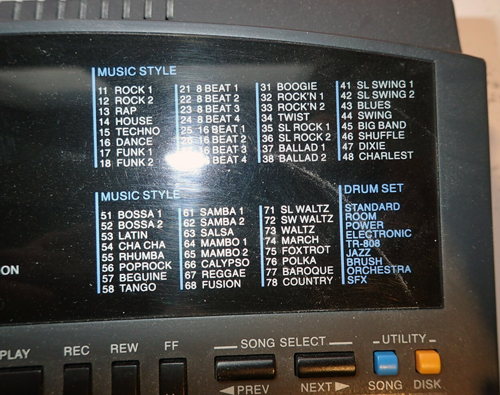 MUSIC STYLE
11 ROCK 1
12 ROCK 2
13 RAP
14 HOUSE
15 TECHNO
16 DANCE
17 FUNK 1
18 FUNK 2
21 8 BEAT 1
22 8 BEAT 2
23 8 BEAT 3
24 8 BEAT 4
25 16 BEAT 1
26 16 BEAT 2
16 BEAT 3
16 BEAT 4
31 BOOGIE
32 ROCK'N 1
33 ROCK'N 2
34 TWIST
35 SL ROCK 1
36 SL ROCK 2
37 BALLAD 1
38 BALLAD 2
41 SL SWING 1
42 SL SWING 2
43 BLUES
44 SWING
45 BIG BAND
46 SHUFFLE
47 DIXIE
48 CHARLEST
MUSIC STYLE
51 BOSSA 1
52 BOSSA 2
53 LATIN
54 CHA CHA
55 RHUMBA
56 POPROCK
57 BEGUINE
58 TANGO
61 SAMBA 1
62 SAMBA 2
63 SALSA
64 MAMBO 1
65 MAMBO 2
66 CALYPSO
67 REGGAE
68 FUSION
71 SL WALTZ
72 SW WALTZ
73 WALTZ
74 MARCH
75 FOXTROT
76 POLKA
77 BAROQUE
78 COUNTRY
DRUM SET
STANDARD
ROOM
POWER
ELECTRONIC
TR-808
JAZZ
BRUSH
ORCHESTRA
SFX
ON
PLAY
REC
REW
FF
SONG SELECT
◀PREV
NEXT▶
UTILITY
SONG
DISK